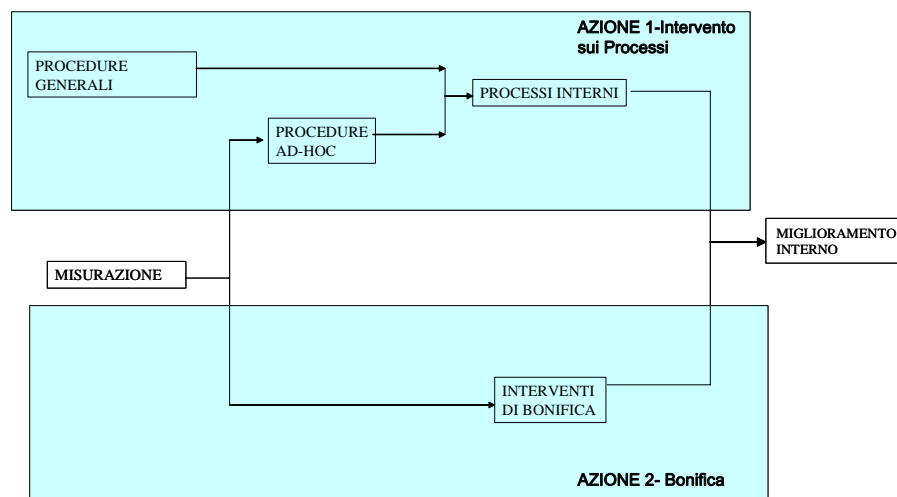 AZIONE 1-Intervento
sui Processi
PROCEDURE
GENERALI
PROCESSI INTERNI
PROCEDURE
AD-HOC
MIGLIORAMENTO
INTERNO
MISURAZIONE
INTERVENTI
DI BONIFICA
AZIONE 2- Bonifica